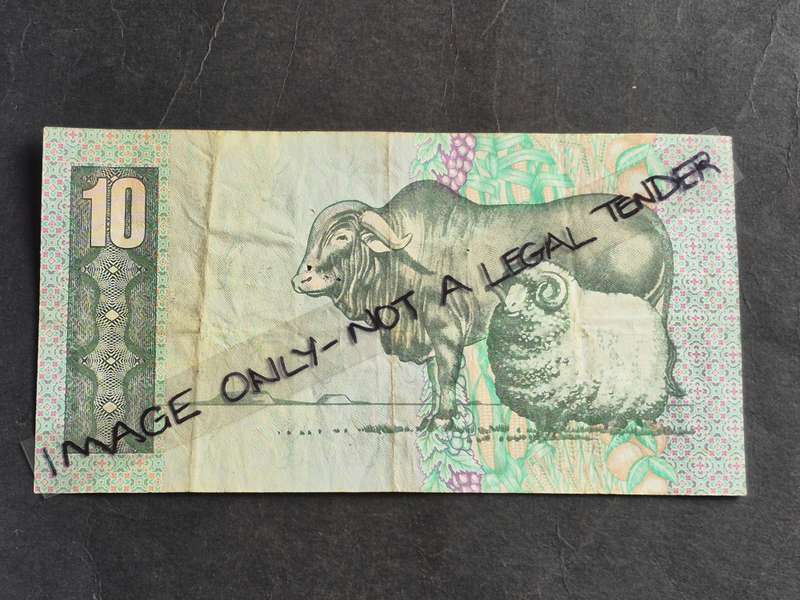 10
IMAGE ONLY-NOT A LEGAL TENDER